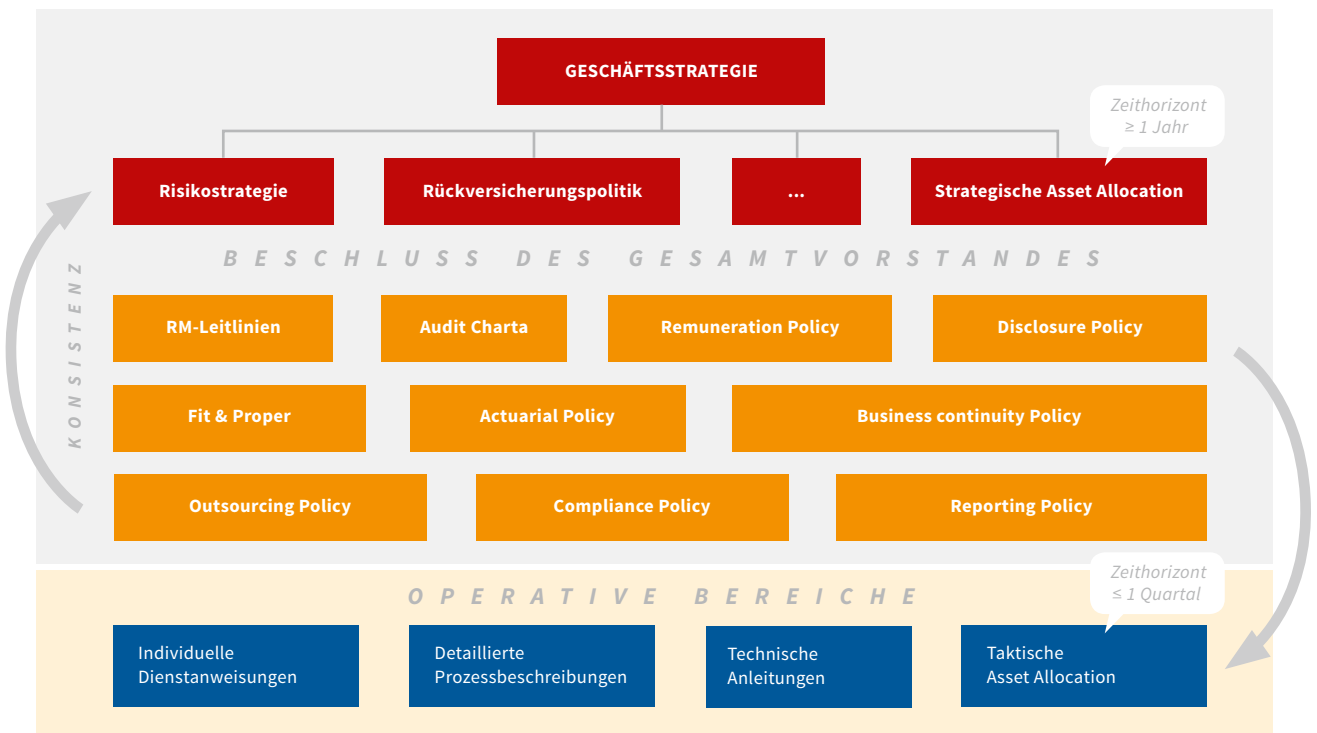 GESCHÄFTSSTRATEGIE
Zeithorizont
≥ 1 Jahr
Risikostrategie
Rückversicherungspolitik
...
Strategische Asset Allocation
BESCHLUSS DES GESAMTVORSTANDES
KONSISTENZ
RM-Leitlinien
Audit Charta
Remuneration Policy
Disclosure Policy
Fit & Proper
Actuarial Policy
Business continuity Policy
Outsourcing Policy
Compliance Policy
Reporting Policy
OPERATIVE BEREICHE
Zeithorizont
≤ 1 Quartal
Individuelle
Dienstanweisungen
Detaillierte
Prozessbeschreibungen
Technische
Anleitungen
Taktische
Asset Allocation